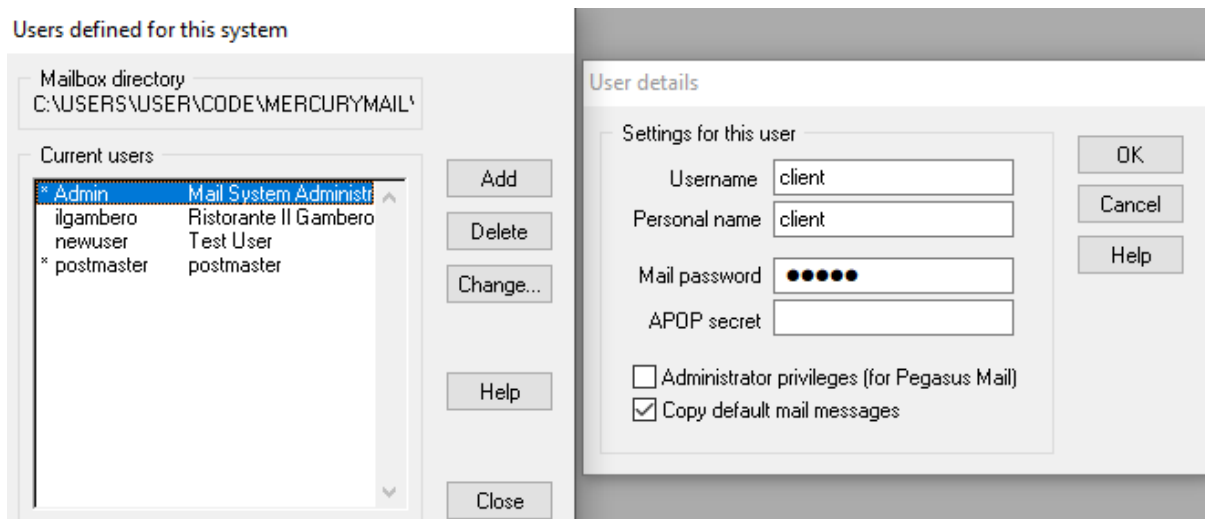 Users defined for this system
Mailbox directory
C:\USERS\USER\CODE\MERCURYMAIL\
Current users
* Admin Mail System Administr
ilgambero Ristorante Il Gambero
newuser Test User
* postmaster postmaster
Add
Delete
Change...
Help
Close
User details
Settings for this user
Username client
Personal name client
Mail password ●●●●●
APOP secret
Administrator privileges (for Pegasus Mail)
Copy default mail messages
OK
Cancel
Help